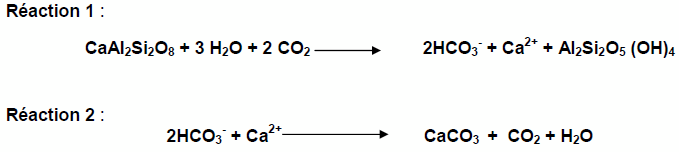 Réaction 1 :
CaAl₂Si₂O₈ + 3 H₂O + 2 CO₂ ⟶ 2HCO₃⁻ + Ca²⁺ + Al₂Si₂O₅ (OH)₄
Réaction 2 :
2HCO₃⁻ + Ca²⁺ ⟶ CaCO₃ + CO₂ + H₂O